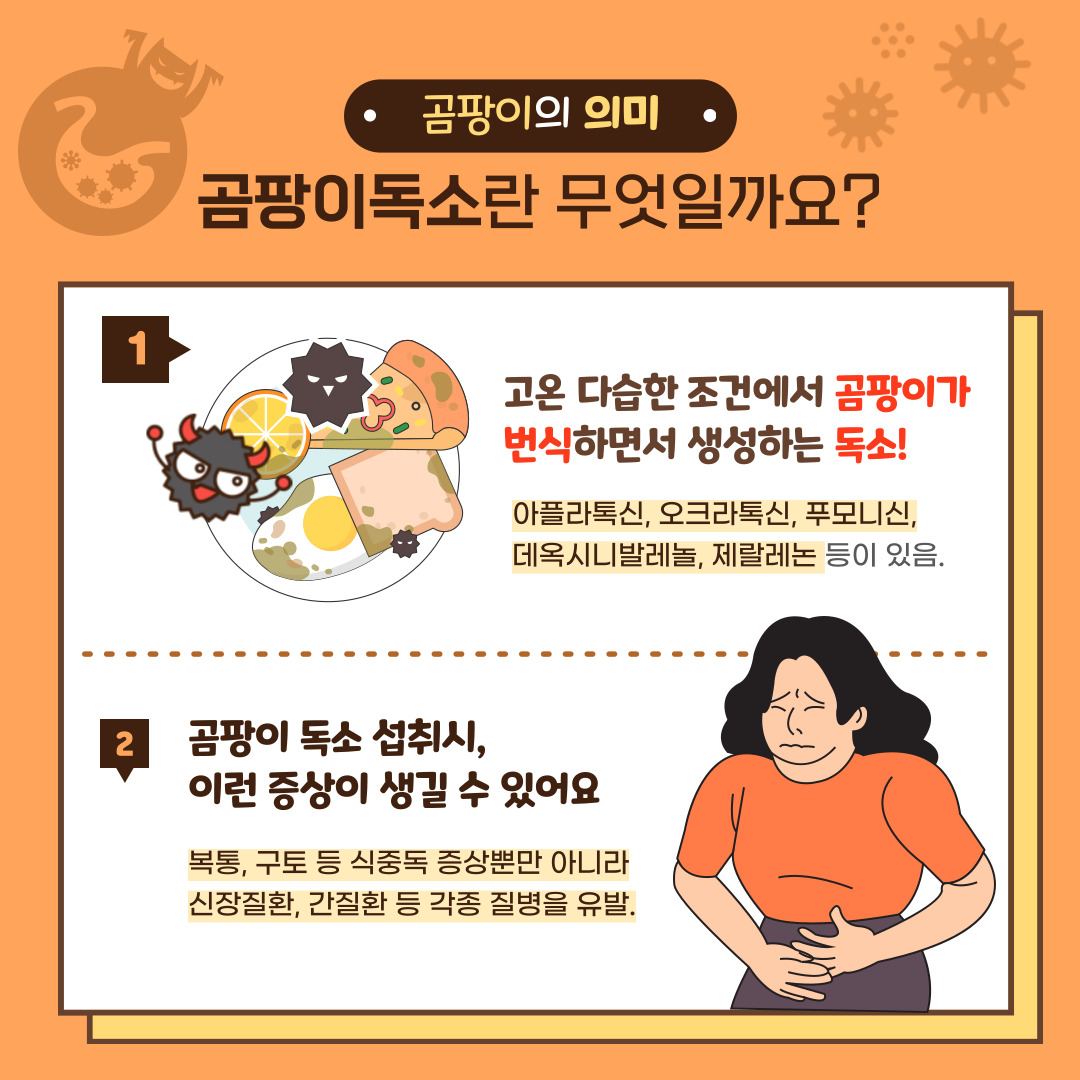 곰팡이의 의미
곰팡이독소란 무엇일까요?
1
고온 다습한 조건에서 곰팡이가
번식하면서 생성하는 독소!
아플라톡신, 오크라톡신, 푸모니신,
데옥시니발레놀, 제랄레논 등이 있음.
2
곰팡이 독소 섭취시,
이런 증상이 생길 수 있어요
복통, 구토 등 식중독 증상뿐만 아니라
신장질환, 간질환 등 각종 질병을 유발.